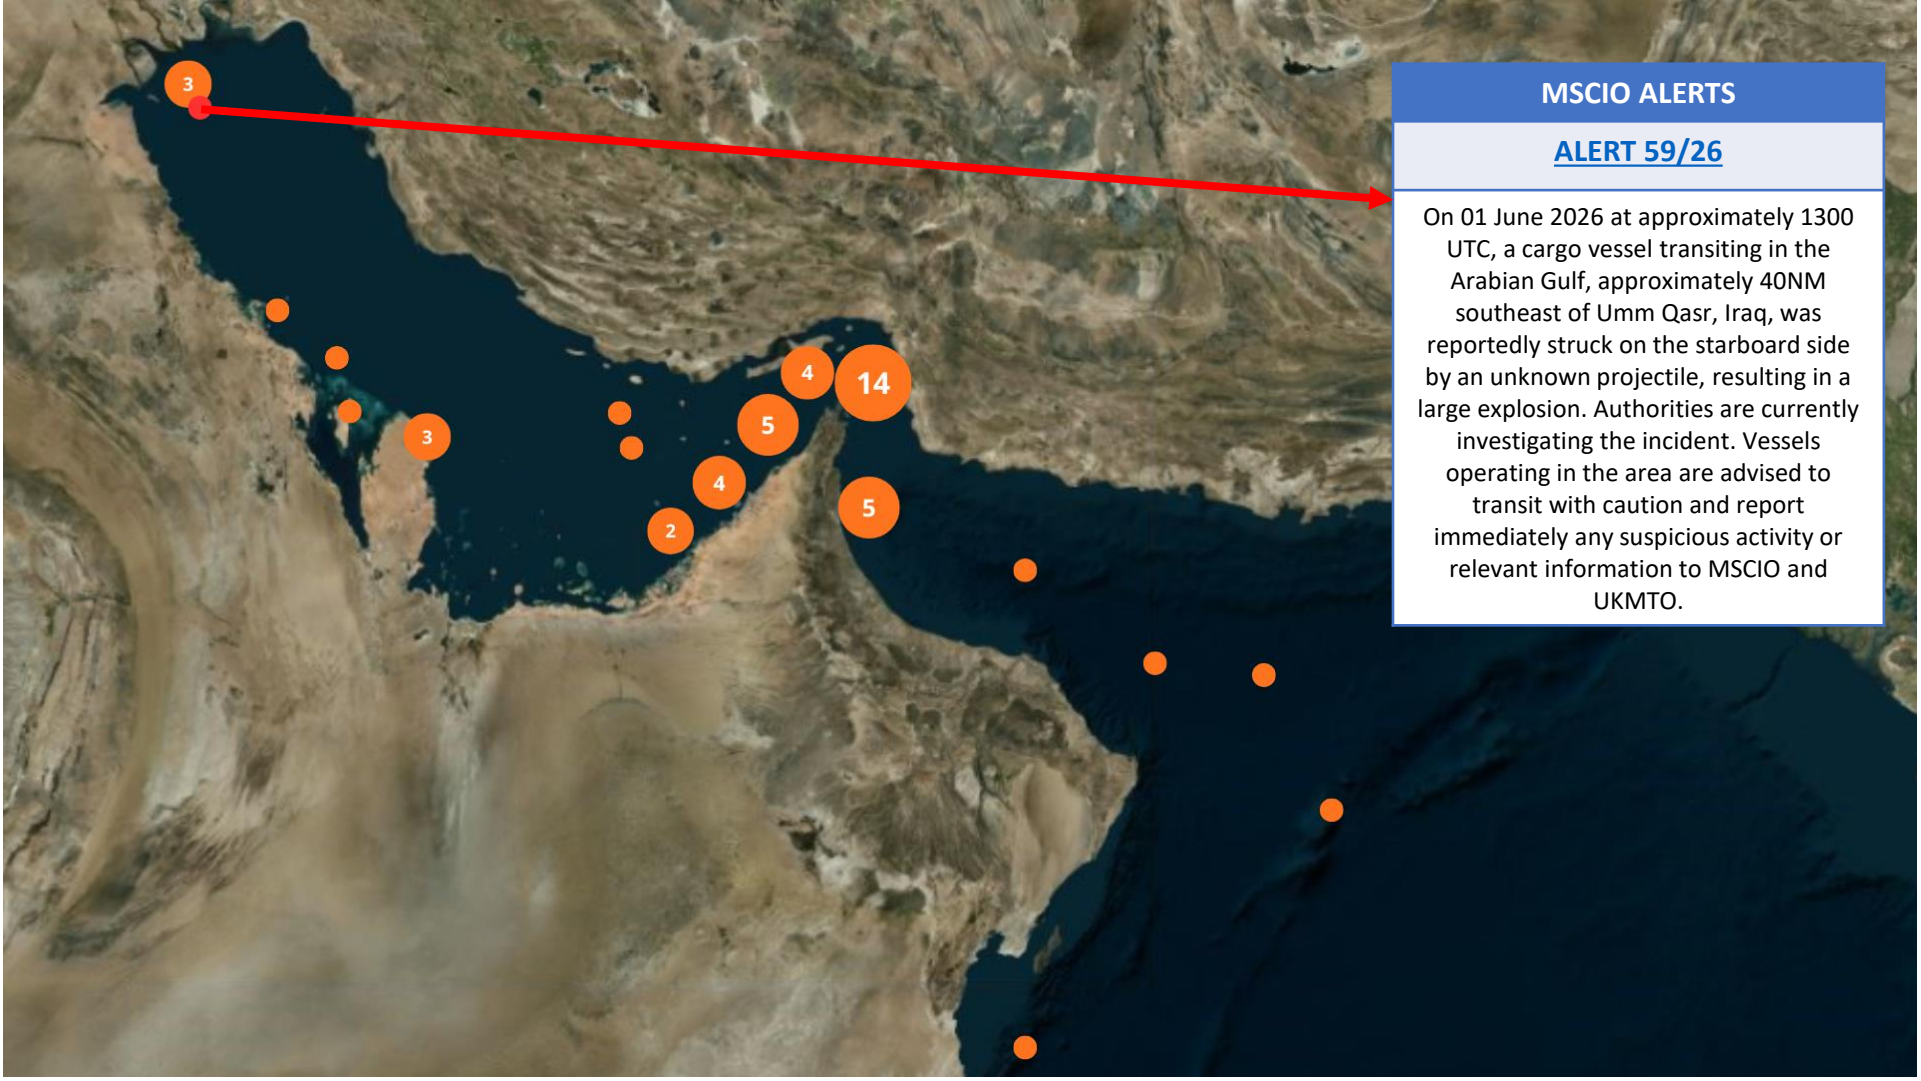 3
MSCIO ALERTS
ALERT 59/26
On 01 June 2026 at approximately 1300
UTC, a cargo vessel transiting in the
Arabian Gulf, approximately 40NM
southeast of Umm Qasr, Iraq, was
reportedly struck on the starboard side
by an unknown projectile, resulting in a
large explosion. Authorities are currently
investigating the incident. Vessels
operating in the area are advised to
transit with caution and report
immediately any suspicious activity or
relevant information to MSCIO and
UKMTO.
4
14
5
3
4
5
2